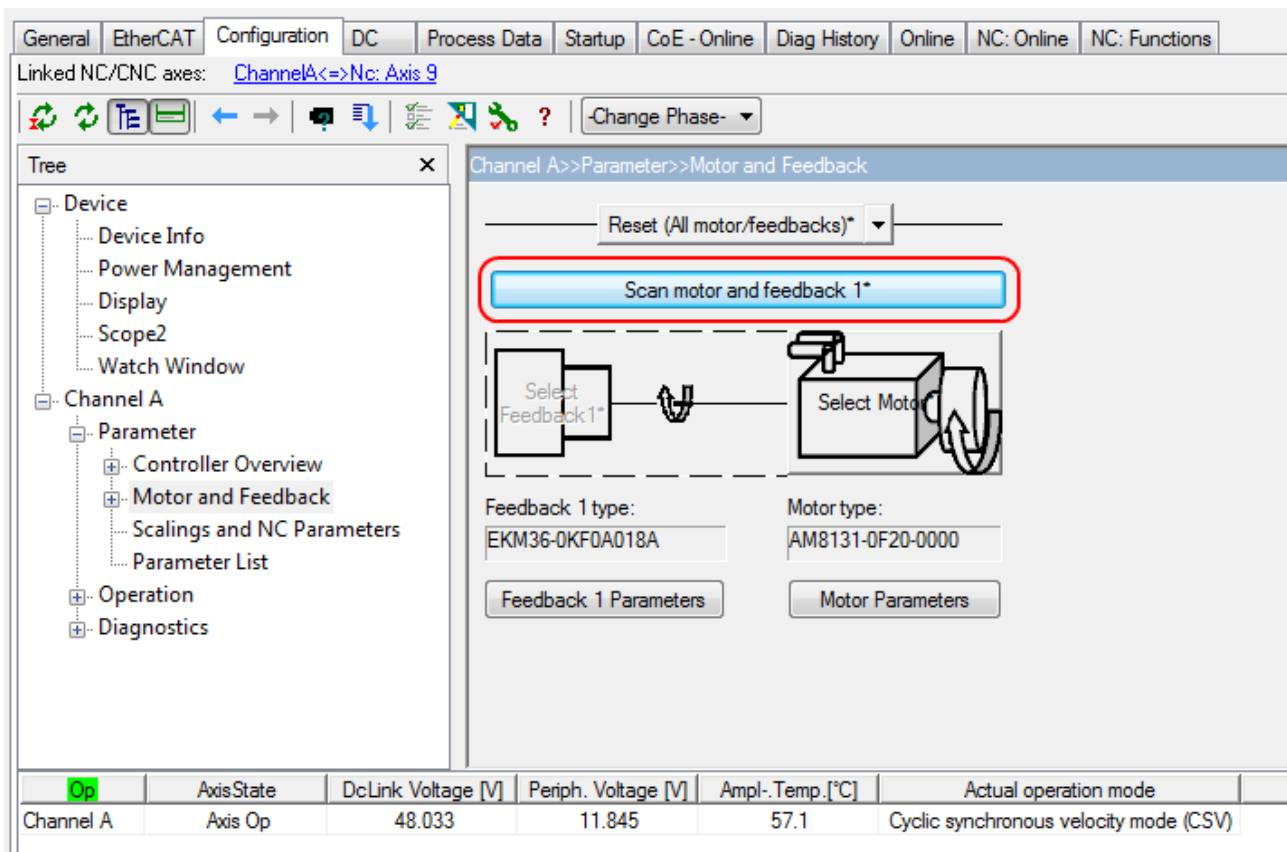 General EtherCAT Configuration DC Process Data Startup CoE - Online Diag History Online NC: Online NC: Functions
Linked NC/CNC axes: ChannelA<=>Nc: Axis 9
TE ? -Change Phase-
Tree ×
Channel A>>Parameter>>Motor and Feedback
Device
Device Info
Power Management
Display
Scope2
Watch Window
Channel A
Parameter
Controller Overview
Motor and Feedback
Scalings and NC Parameters
Parameter List
Operation
Diagnostics
Reset (All motor/feedbacks)*
Scan motor and feedback 1*
Select
Feedback1*
Select Motor*
Feedback 1 type: Motor type:
EKM36-0KF0A018A AM8131-0F20-0000
Feedback 1 Parameters Motor Parameters
Op AxisState DcLink Voltage [V] Periph. Voltage [V] Ampl-.Temp.[°C] Actual operation mode
Channel A Axis Op 48.033 11.845 57.1 Cyclic synchronous velocity mode (CSV)